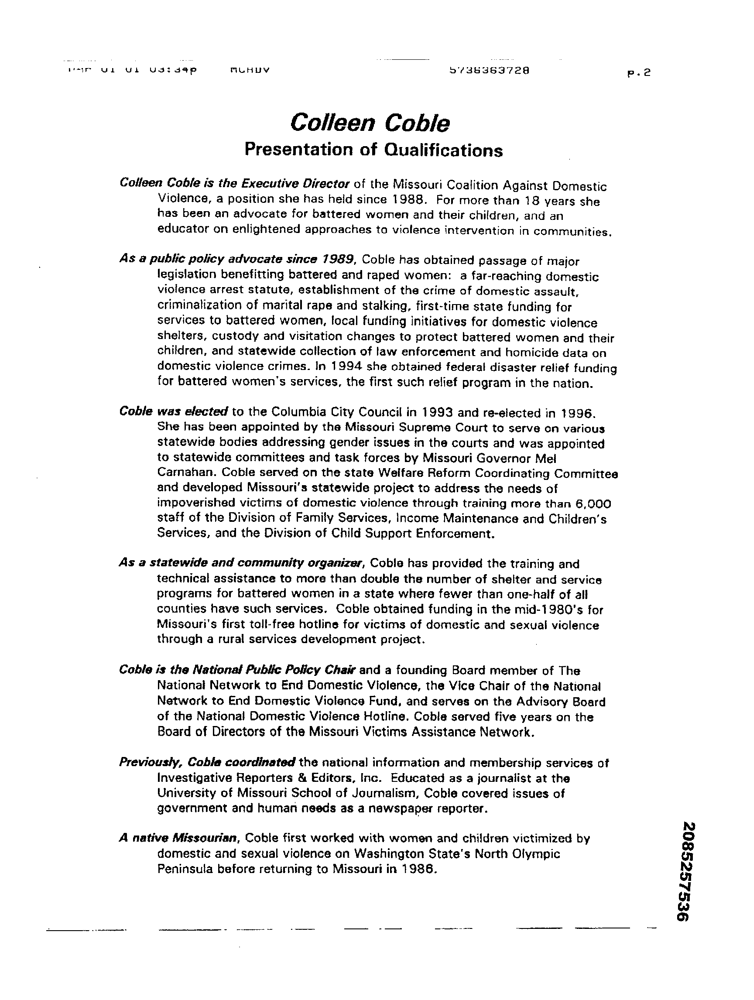 01 01 03:34p MCADV 5736363728 p.2
Colleen Coble
Presentation of Qualifications
Colleen Coble is the Executive Director of the Missouri Coalition Against Domestic
Violence, a position she has held since 1988. For more than 18 years she
has been an advocate for battered women and their children, and an
educator on enlightened approaches to violence intervention in communities.
As a public policy advocate since 1989, Coble has obtained passage of major
legislation benefitting battered and raped women: a far-reaching domestic
violence arrest statute, establishment of the crime of domestic assault,
criminalization of marital rape and stalking, first-time state funding for
services to battered women, local funding initiatives for domestic violence
shelters, custody and visitation changes to protect battered women and their
children, and statewide collection of law enforcement and homicide data on
domestic violence crimes. In 1994 she obtained federal disaster relief funding
for battered women's services, the first such relief program in the nation.
Coble was elected to the Columbia City Council in 1993 and re-elected in 1996.
She has been appointed by the Missouri Supreme Court to serve on various
statewide bodies addressing gender issues in the courts and was appointed
to statewide committees and task forces by Missouri Governor Mel
Carnahan. Coble served on the state Welfare Reform Coordinating Committee
and developed Missouri's statewide project to address the needs of
impoverished victims of domestic violence through training more than 6,000
staff of the Division of Family Services, Income Maintenance and Children's
Services, and the Division of Child Support Enforcement.
As a statewide and community organizer, Coble has provided the training and
technical assistance to more than double the number of shelter and service
programs for battered women in a state where fewer than one-half of all
counties have such services. Coble obtained funding in the mid-1980's for
Missouri's first toll-free hotline for victims of domestic and sexual violence
through a rural services development project.
Coble is the National Public Policy Chair and a founding Board member of The
National Network to End Domestic Violence, the Vice Chair of the National
Network to End Domestic Violence Fund, and serves on the Advisory Board
of the National Domestic Violence Hotline. Coble served five years on the
Board of Directors of the Missouri Victims Assistance Network.
Previously, Coble coordinated the national information and membership services of
Investigative Reporters & Editors, Inc. Educated as a journalist at the
University of Missouri School of Journalism, Coble covered issues of
government and human needs as a newspaper reporter.
A native Missourian, Coble first worked with women and children victimized by
domestic and sexual violence on Washington State's North Olympic
Peninsula before returning to Missouri in 1986.
2085257536